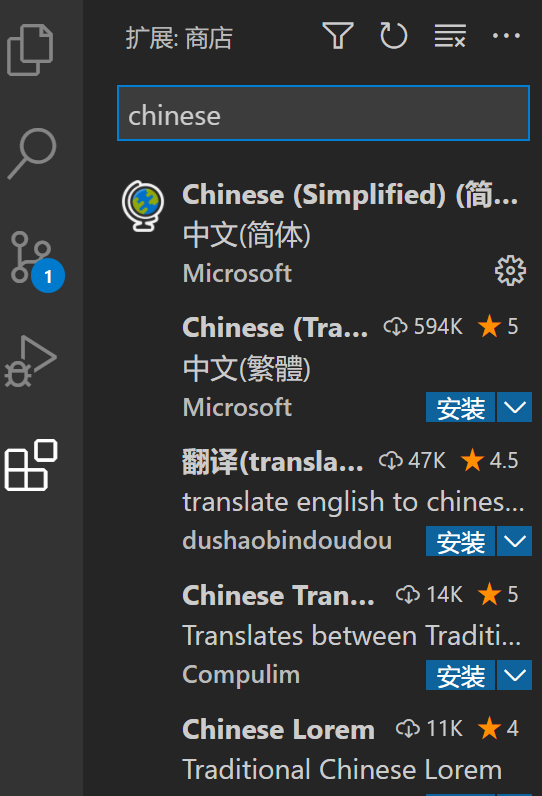 扩展: 商店
chinese
Chinese (Simplified) (简...
中文(简体)
Microsoft
1
Chinese (Tra... 594K 5
中文(繁體)
Microsoft 安装
翻译(transla... 47K 4.5
translate english to chines...
dushaobindoudou 安装
Chinese Tran... 14K 5
Translates between Traditi...
Compulim 安装
Chinese Lorem 11K 4
Traditional Chinese Lorem